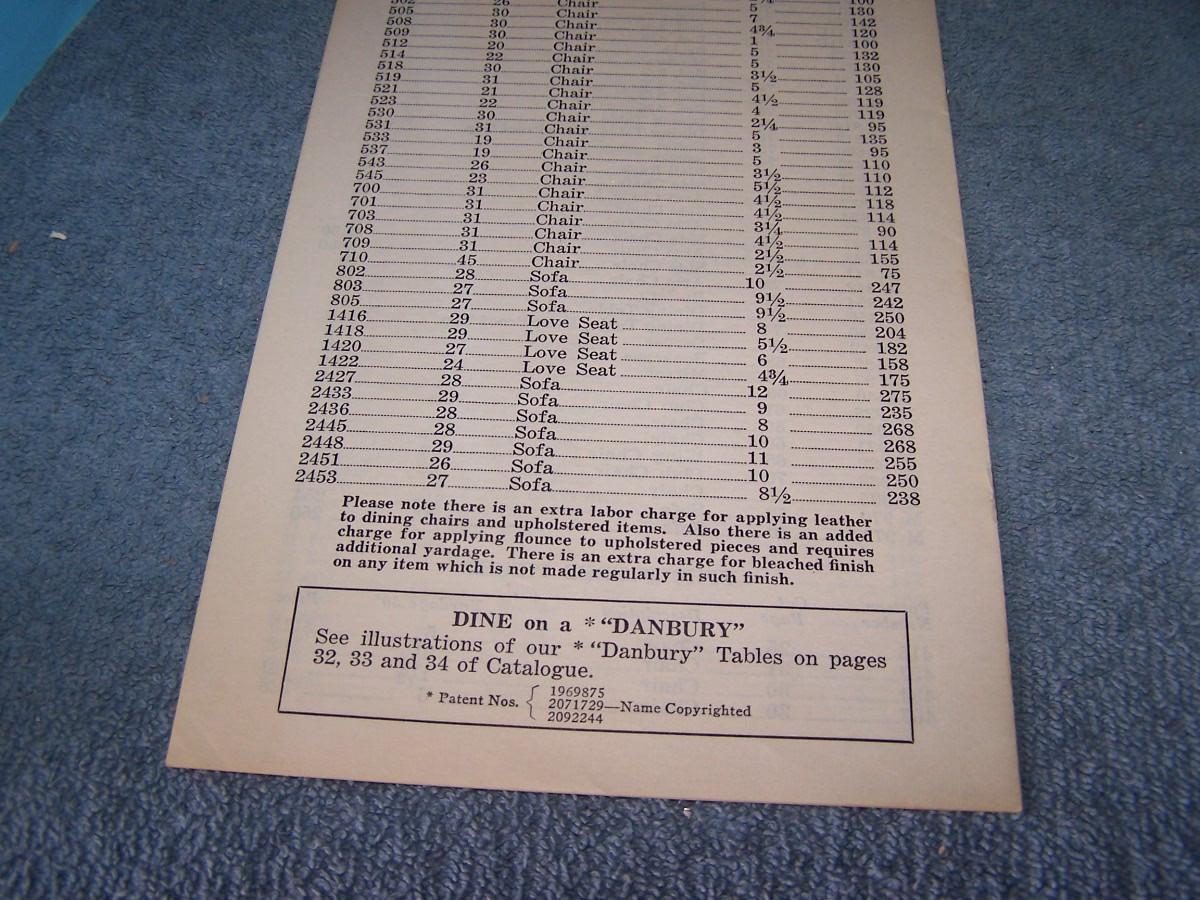 502 26 Chair 5 130
505 30 Chair 7 142
508 30 Chair 4¾ 120
509 30 Chair 1 100
512 20 Chair 5 132
514 22 Chair 5 130
518 30 Chair 3½ 105
519 31 Chair 5 128
521 21 Chair 4½ 119
523 22 Chair 4 119
530 30 Chair 2¼ 95
531 31 Chair 5 135
533 19 Chair 3 95
537 19 Chair 5 110
543 26 Chair 3½ 110
545 23 Chair 5½ 112
700 31 Chair 4½ 118
701 31 Chair 4½ 114
703 31 Chair 3¼ 90
708 31 Chair 4½ 114
709 31 Chair 2½ 155
710 45 Chair 2½ 75
802 28 Sofa 10 247
803 27 Sofa 9½ 242
805 27 Sofa 9½ 250
1416 29 Love Seat 8 204
1418 29 Love Seat 5½ 182
1420 27 Love Seat 6 158
1422 24 Love Seat 4¾ 175
2427 28 Sofa 12 275
2433 29 Sofa 9 235
2436 28 Sofa 8 268
2445 28 Sofa 10 268
2448 29 Sofa 11 255
2451 26 Sofa 10 250
2453 27 Sofa 8½ 238
Please note there is an extra labor charge for applying leather
to dining chairs and upholstered items. Also there is an added
charge for applying flounce to upholstered pieces and requires
additional yardage. There is an extra charge for bleached finish
on any item which is not made regularly in such finish.
DINE on a * "DANBURY"
See illustrations of our * "Danbury" Tables on pages
32, 33 and 34 of Catalogue.
1969875
* Patent Nos. { 2071729—Name Copyrighted
2092244